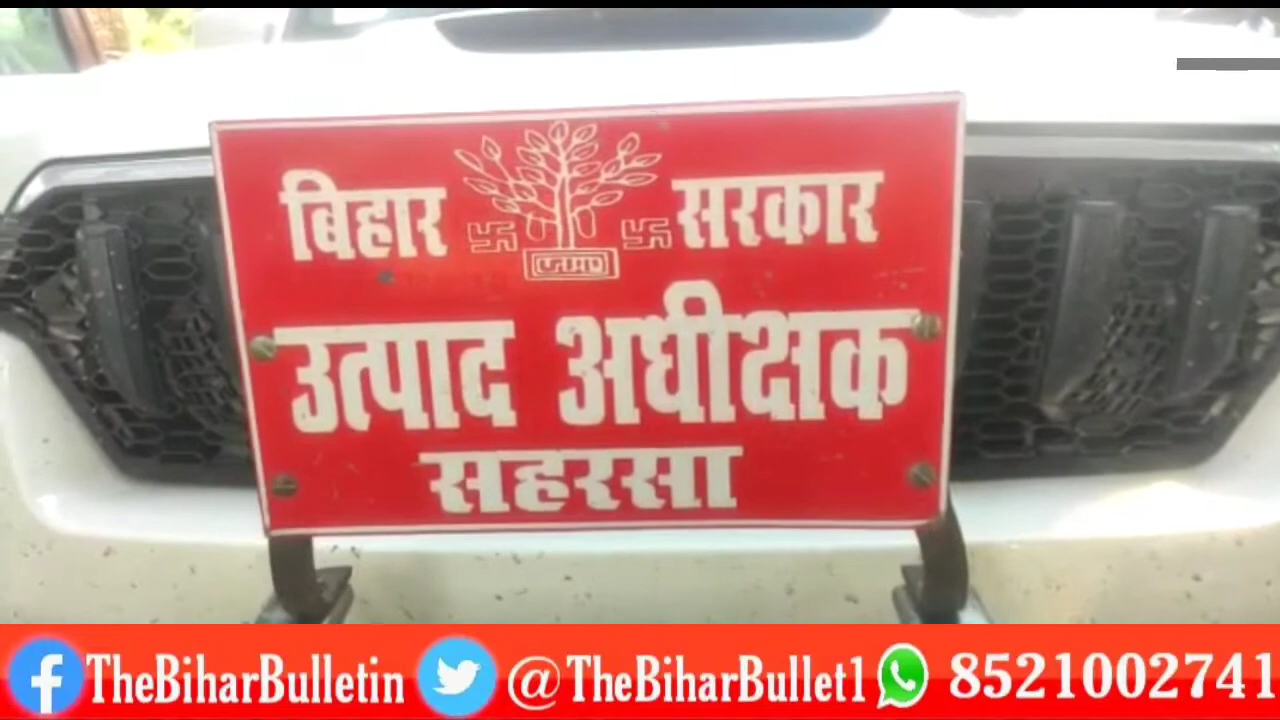 बिहार सरकार
उत्पाद अधीक्षक
सहरसा
TheBiharBulletin @TheBiharBullet1 8521002741